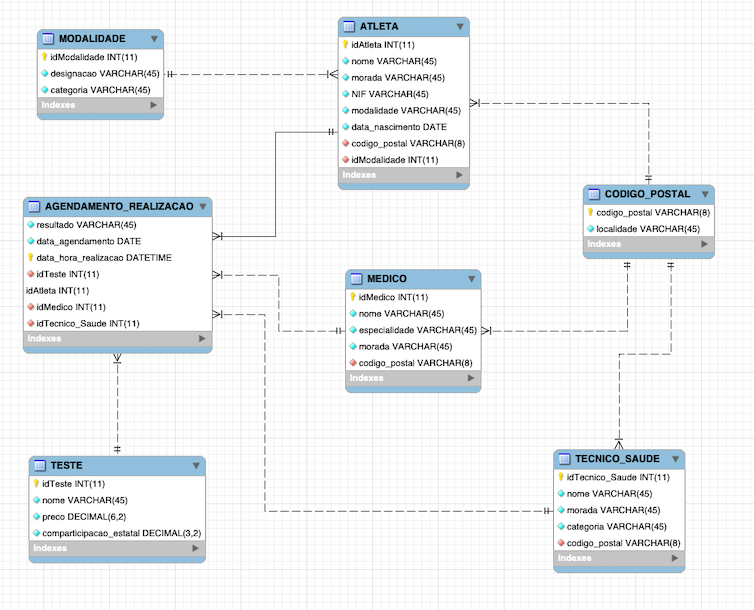 MODALIDADE
idModalidade INT(11)
designacao VARCHAR(45)
categoria VARCHAR(45)
Indexes
ATLETA
idAtleta INT(11)
nome VARCHAR(45)
morada VARCHAR(45)
NIF VARCHAR(45)
modalidade VARCHAR(45)
data_nascimento DATE
codigo_postal VARCHAR(8)
idModalidade INT(11)
Indexes
CODIGO_POSTAL
codigo_postal VARCHAR(8)
localidade VARCHAR(45)
Indexes
AGENDAMENTO_REALIZACAO
resultado VARCHAR(45)
data_agendamento DATE
data_hora_realizacao DATETIME
idTeste INT(11)
idAtleta INT(11)
idMedico INT(11)
idTecnico_Saude INT(11)
Indexes
MEDICO
idMedico INT(11)
nome VARCHAR(45)
especialidade VARCHAR(45)
morada VARCHAR(45)
codigo_postal VARCHAR(8)
Indexes
TESTE
idTeste INT(11)
nome VARCHAR(45)
preco DECIMAL(6,2)
comparticipacao_estatal DECIMAL(3,2)
Indexes
TECNICO_SAUDE
idTecnico_Saude INT(11)
nome VARCHAR(45)
morada VARCHAR(45)
categoria VARCHAR(45)
codigo_postal VARCHAR(8)
Indexes